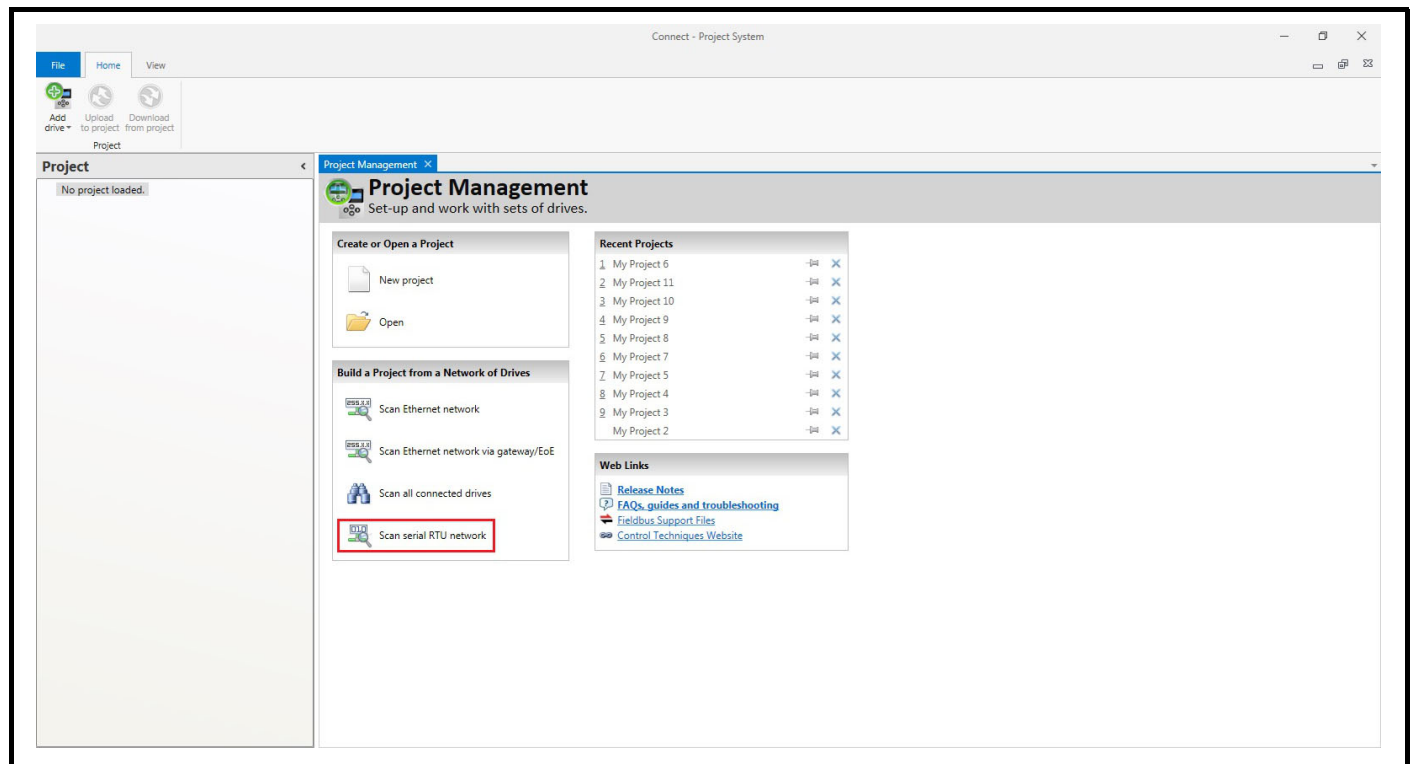 Connect - Project System
File Home View
Add drive
Upload to project
Download from project
Project
Project
No project loaded.
Project Management
Project Management
Set-up and work with sets of drives.
Create or Open a Project
New project
Open
Build a Project from a Network of Drives
255.X.X
Scan Ethernet network
255.X.X
Scan Ethernet network via gateway/EoE
Scan all connected drives
010
Scan serial RTU network
Recent Projects
1 My Project 6
2 My Project 11
3 My Project 10
4 My Project 9
5 My Project 8
6 My Project 7
7 My Project 5
8 My Project 4
9 My Project 3
My Project 2
Web Links
Release Notes
FAQs, guides and troubleshooting
Fieldbus Support Files
Control Techniques Website